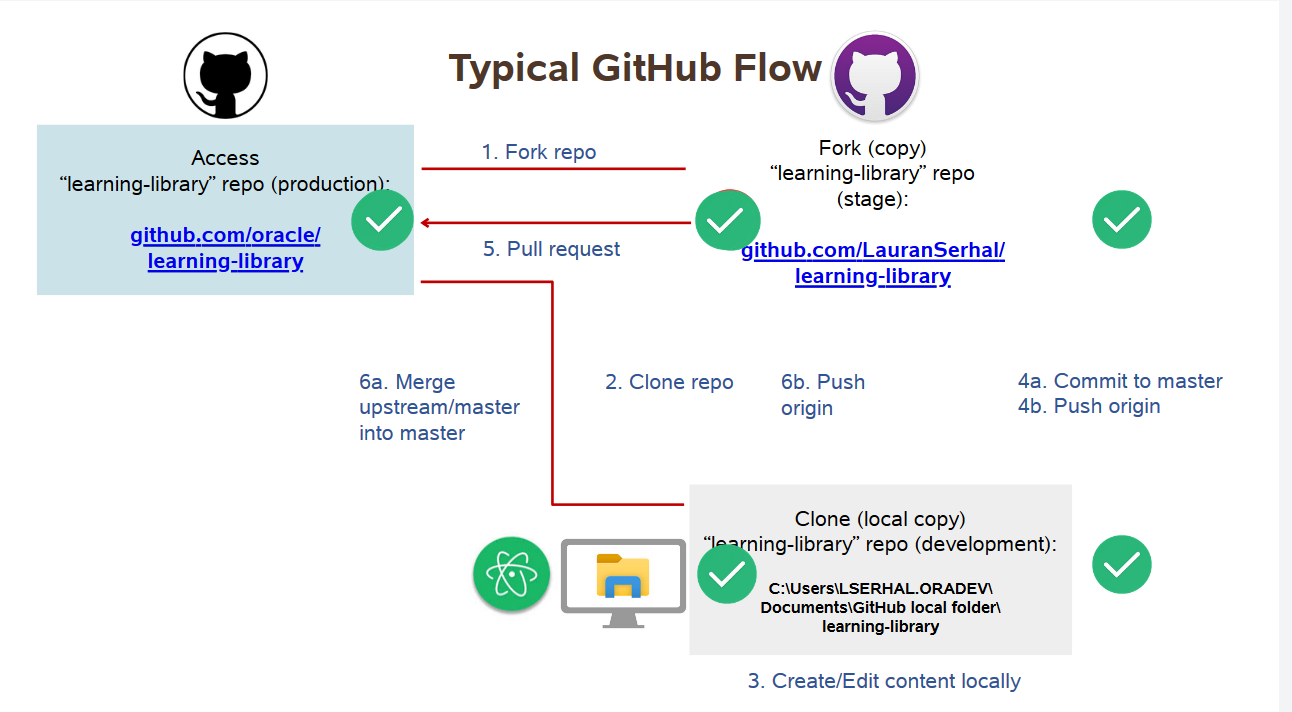 Typical GitHub Flow
Access
“learning-library” repo (production):
github.com/oracle/
learning-library
1. Fork repo
5. Pull request
Fork (copy)
“learning-library” repo
(stage):
github.com/LauranSerhal/
learning-library
6a. Merge
upstream/master
into master
2. Clone repo
6b. Push
origin
4a. Commit to master
4b. Push origin
Clone (local copy)
“learning-library” repo (development):
C:\Users\LSERHAL.ORADEV\
Documents\GitHub local folder\
learning-library
3. Create/Edit content locally